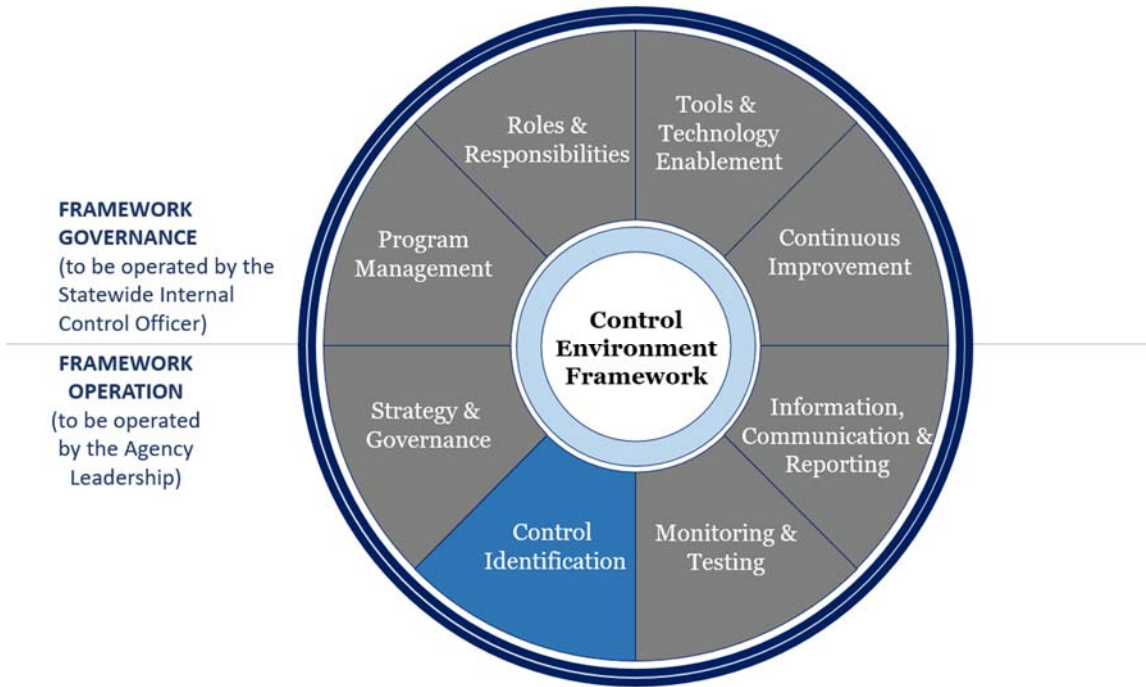 Roles &
Responsibilities
Tools &
Technology
Enablement
FRAMEWORK
GOVERNANCE
(to be operated by the
Statewide Internal
Control Officer)
Program
Management
Continuous
Improvement
Control
Environment
Framework
FRAMEWORK
OPERATION
(to be operated
by the Agency
Leadership)
Strategy &
Governance
Information,
Communication &
Reporting
Control
Identification
Monitoring &
Testing